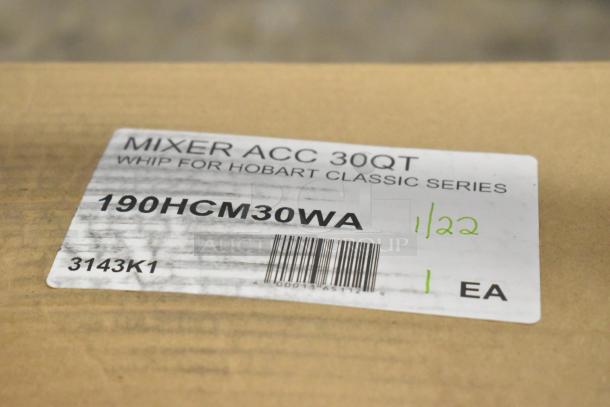 MIXER ACC 30QT
WHIP FOR HOBART CLASSIC SERIES
190HCM30WA 1/22
3143K1
1 EA